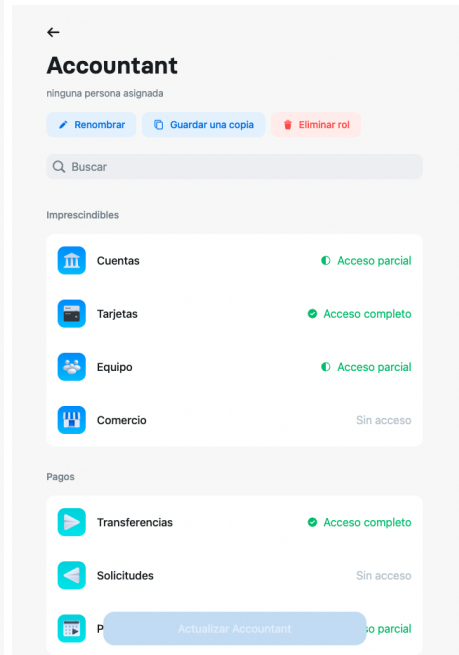 Accountant
ninguna persona asignada
Renombrar Guardar una copia Eliminar rol
Buscar
Imprescindibles
Cuentas Acceso parcial
Tarjetas Acceso completo
Equipo Acceso parcial
Comercio Sin acceso
Pagos
Transferencias Acceso completo
Solicitudes Sin acceso
Actualizar Accountant parcial